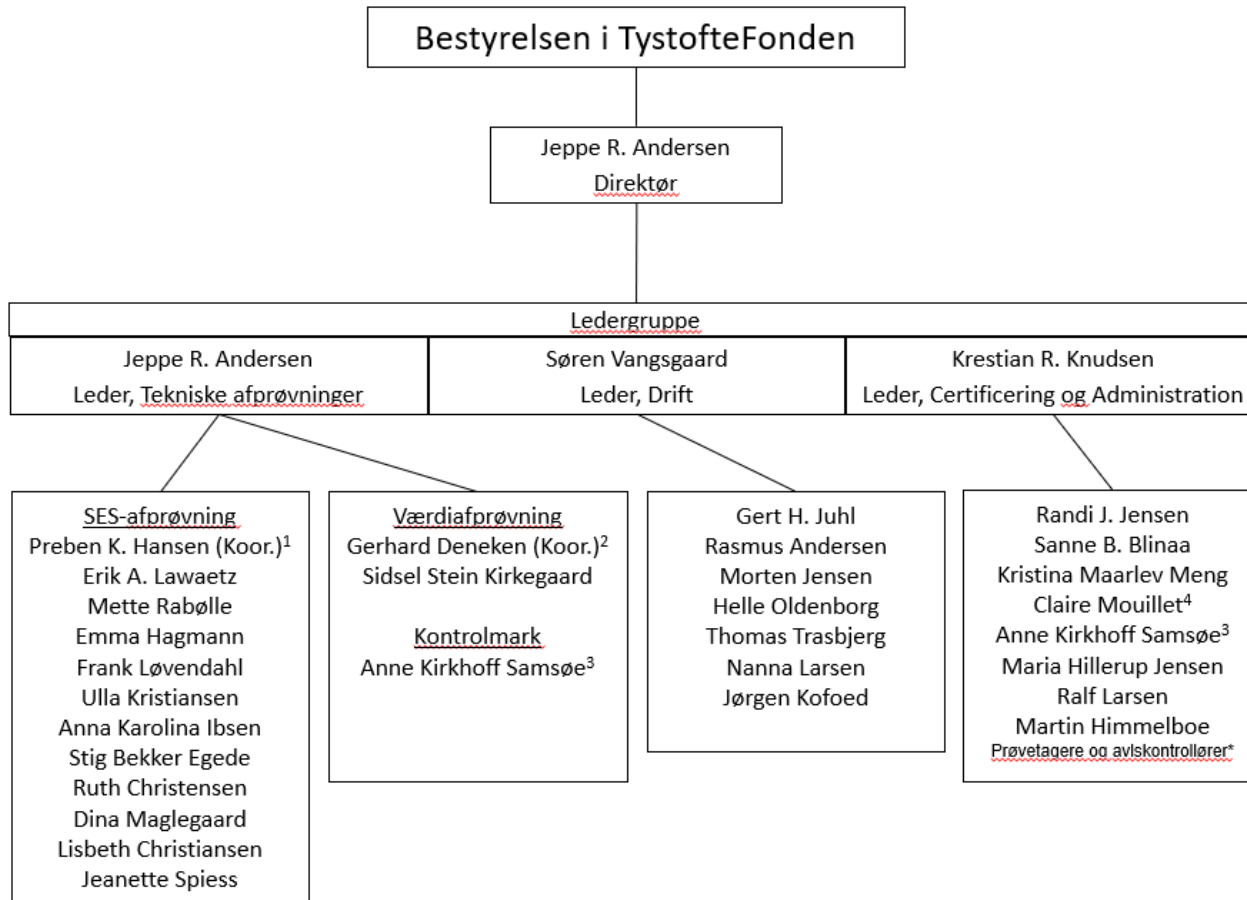 Bestyrelsen i TystofteFonden
Jeppe R. Andersen
Direktør
Ledergruppe
Jeppe R. Andersen
Leder, Tekniske afprøvninger
Søren Vangsgaard
Leder, Drift
Krestian R. Knudsen
Leder, Certificering og Administration
SES-afprøvning
Preben K. Hansen (Koor.)¹
Erik A. Lawaetz
Mette Rabølle
Emma Hagmann
Frank Løvendahl
Ulla Kristiansen
Anna Karolina Ibsen
Stig Bekker Egede
Ruth Christensen
Dina Maglegaard
Lisbeth Christiansen
Jeanette Spiess
Værdiafprøvning
Gerhard Deneken (Koor.)²
Sidsel Stein Kirkegaard
Kontrolmark
Anne Kirkhoff Samsøe³
Gert H. Juhl
Rasmus Andersen
Morten Jensen
Helle Oldenborg
Thomas Trasbjerg
Nanna Larsen
Jørgen Kofoed
Randi J. Jensen
Sanne B. Blinaa
Kristina Maarlev Meng
Claire Mouillet⁴
Anne Kirkhoff Samsøe³
Maria Hillerup Jensen
Ralf Larsen
Martin Himmelboe
Prøvetagere og avlskontrollører*